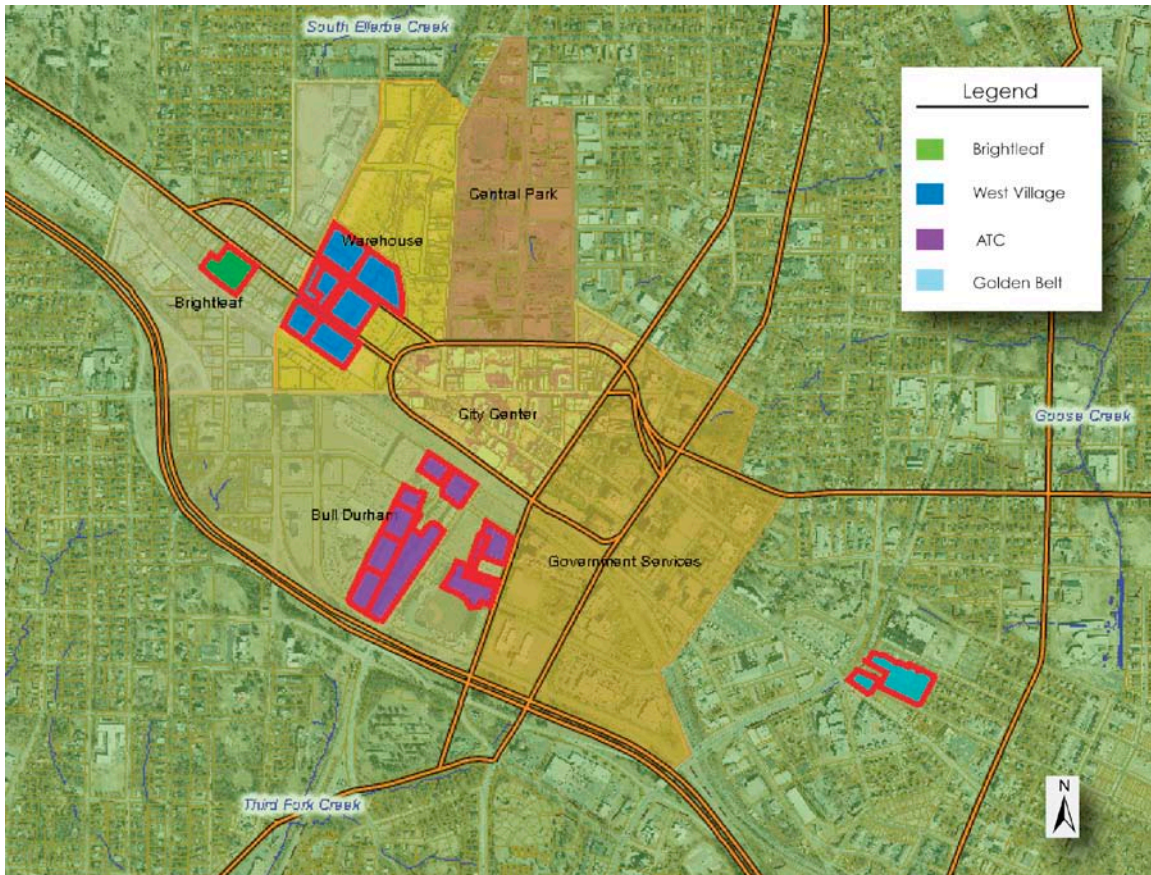 South Ellerbe Creek
Legend
Brightleaf
West Village
ATC
Golden Belt
Central Park
Warehouse
Brightleaf
City Center
Goose Creek
Bull Durham
Government Services
Third Fork Creek
N